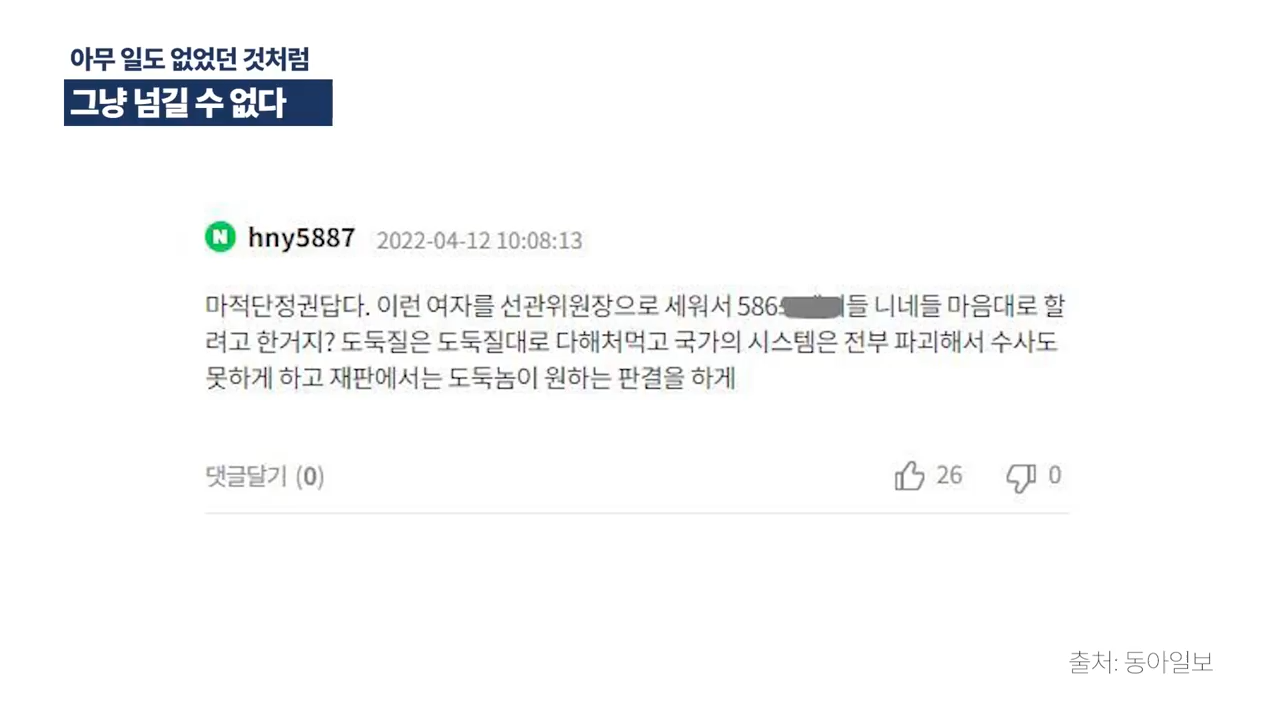 아무 일도 없었던 것처럼
그냥 넘길 수 없다
N hny5887 2022-04-12 10:08:13
마적단정권답다. 이런 여자를 선관위원장으로 세워서 586 들 니네들 마음대로 할
려고 한거지? 도둑질은 도둑질대로 다해처먹고 국가의 시스템은 전부 파괴해서 수사도
못하게 하고 재판에서는 도둑놈이 원하는 판결을 하게
댓글달기 (0) 26 0
출처: 동아일보